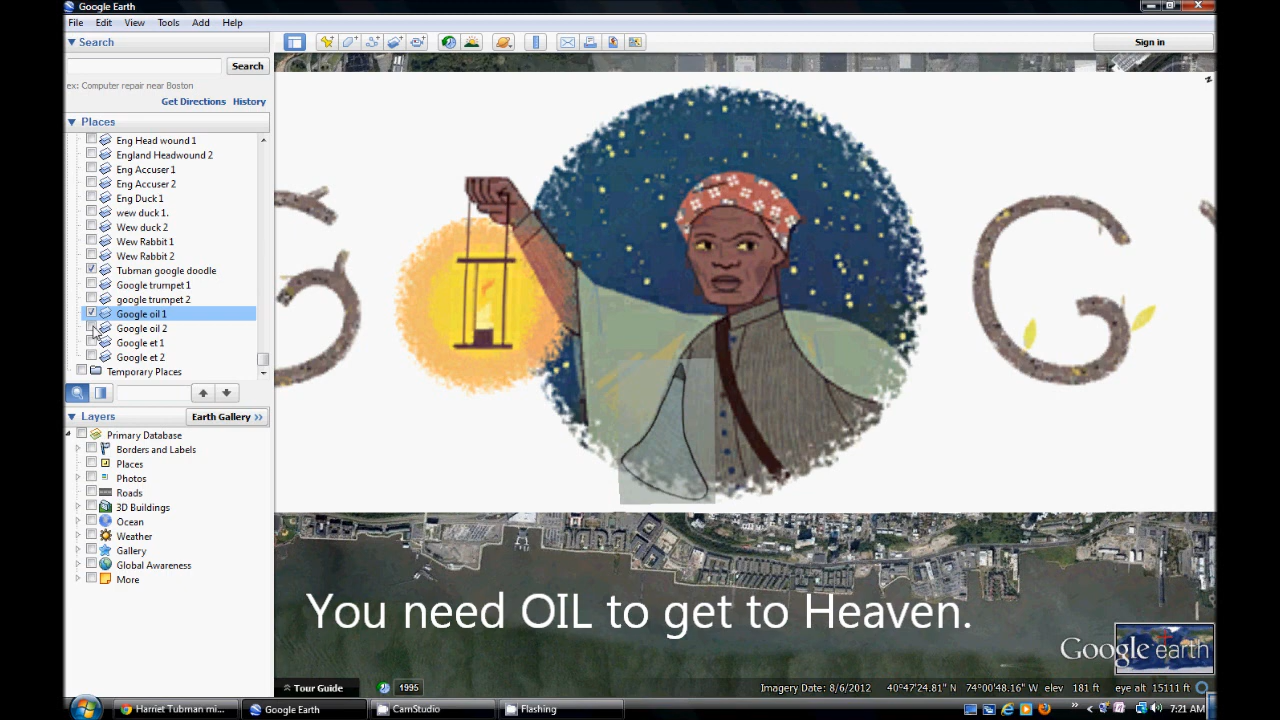 Google Earth
File Edit View Tools Add Help
Search
Sign in
Search
ex: Computer repair near Boston
Get Directions History
Places
Eng Head wound 1
England Headwound 2
Eng Accuser 1
Eng Accuser 2
Eng Duck 1
wew duck 1.
Wew duck 2
Wew Rabbit 1
Wew Rabbit 2
Tubrman google doodle
Google trumpet 1
google trumpet 2
Google oil 1
Google oil 2
Google et 1
Google et 2
Temporary Places
Layers Earth Gallery >>
Primary Database
Borders and Labels
Places
Photos
Roads
3D Buildings
Ocean
Weather
Gallery
Global Awareness
More
G
You need OIL to get to Heaven.
Google earth
Tour Guide 1995 Imagery Date: 8/6/2012 40°47'24.81" N 74°00'48.16" W elev 181 ft eye alt 15111 ft
Harriet Tubman mi... Google Earth CamStudio Flashing 7:21 AM